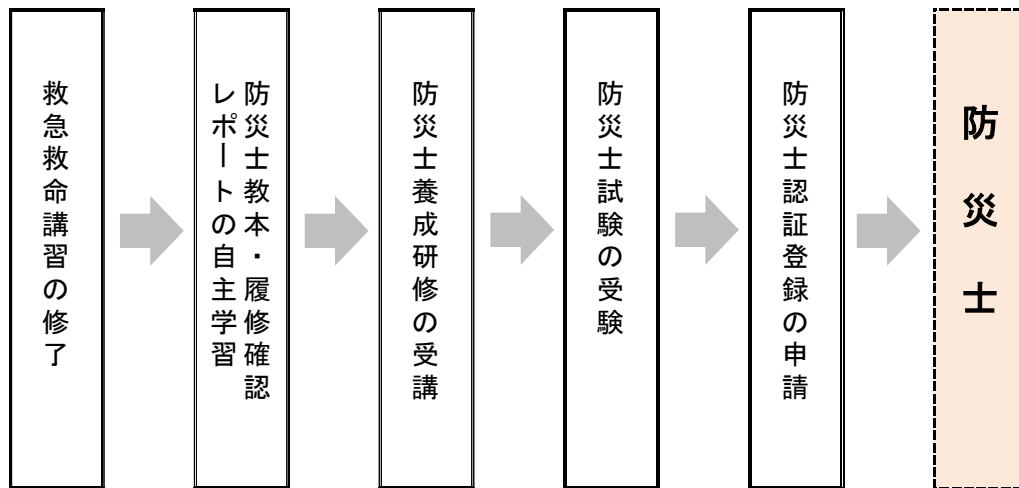 救急救命講習の修了
防災士教本・履修確認
レポートの自主学習
防災士養成研修の受講
防災士試験の受験
防災士認証登録の申請
防災士